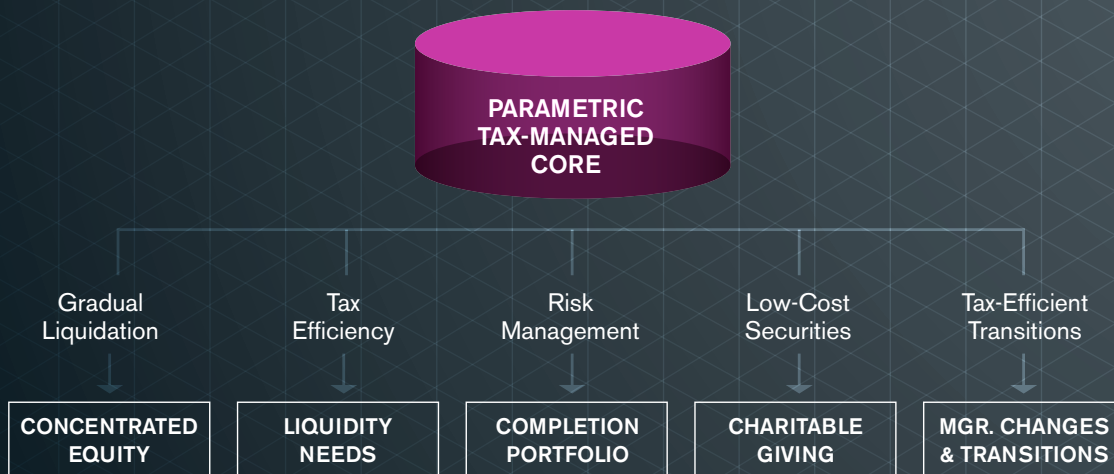 PARAMETRIC
TAX-MANAGED
CORE
Gradual
Liquidation
Tax
Efficiency
Risk
Management
Low-Cost
Securities
Tax-Efficient
Transitions
CONCENTRATED
EQUITY
LIQUIDITY
NEEDS
COMPLETION
PORTFOLIO
CHARITABLE
GIVING
MGR. CHANGES
& TRANSITIONS